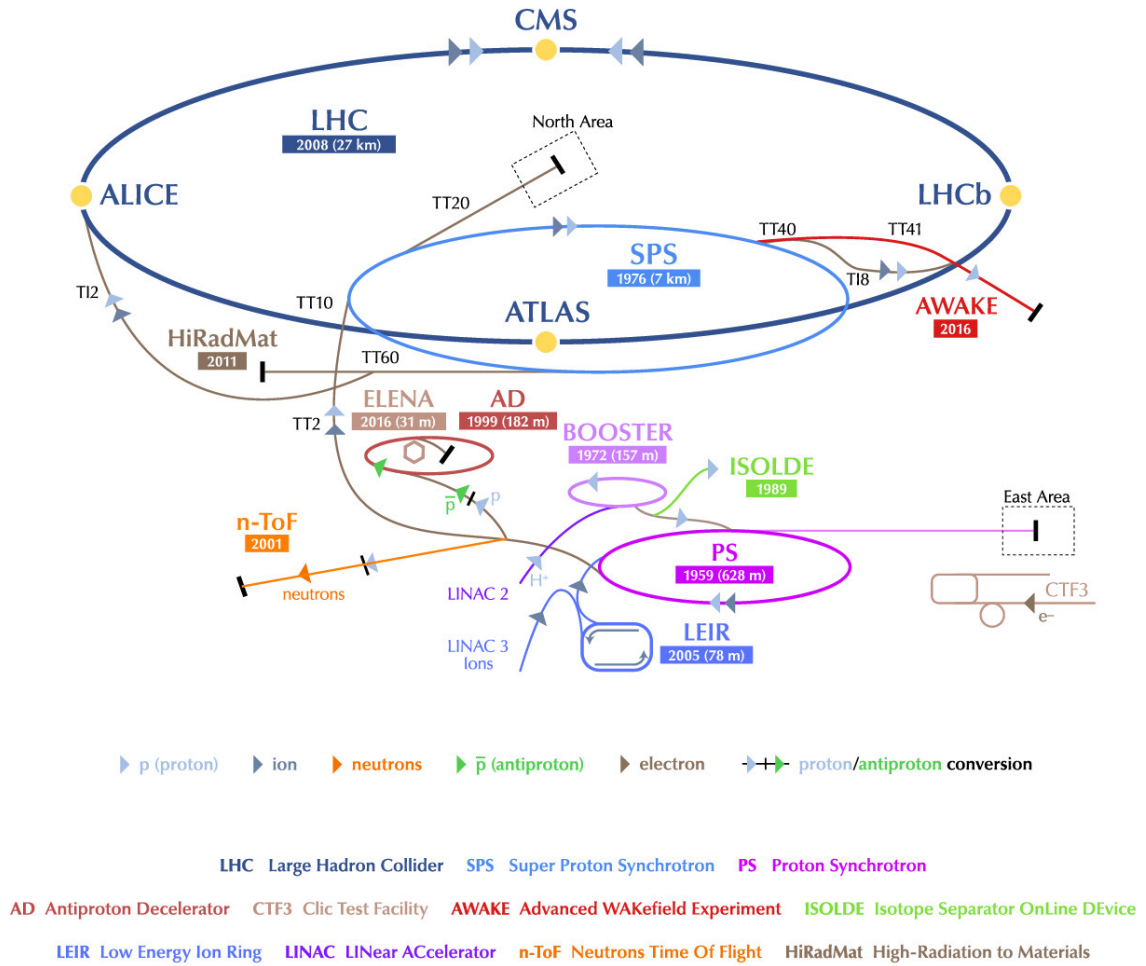 CMS
LHC
2008 (27 km)
North Area
ALICE
LHCb
TT20
TT40
TT41
SPS
1976 (7 km)
TI2
TI8
TT10
ATLAS
AWAKE
2016
HiRadMat
2011
TT60
ELENA
2016 (31 m)
AD
1999 (182 m)
TT2
BOOSTER
1972 (157 m)
ISOLDE
1989
p̅
p
East Area
n-ToF
2001
PS
1959 (628 m)
neutrons
H⁺
LINAC 2
CTF3
e–
LINAC 3
Ions
LEIR
2005 (78 m)
p (proton) ion neutrons p̅ (antiproton) electron proton/antiproton conversion
LHC Large Hadron Collider SPS Super Proton Synchrotron PS Proton Synchrotron
AD Antiproton Decelerator CTF3 Clic Test Facility AWAKE Advanced WAKefield Experiment ISOLDE Isotope Separator OnLine DEvice
LEIR Low Energy Ion Ring LINAC LINear ACcelerator n-ToF Neutrons Time Of Flight HiRadMat High-Radiation to Materials